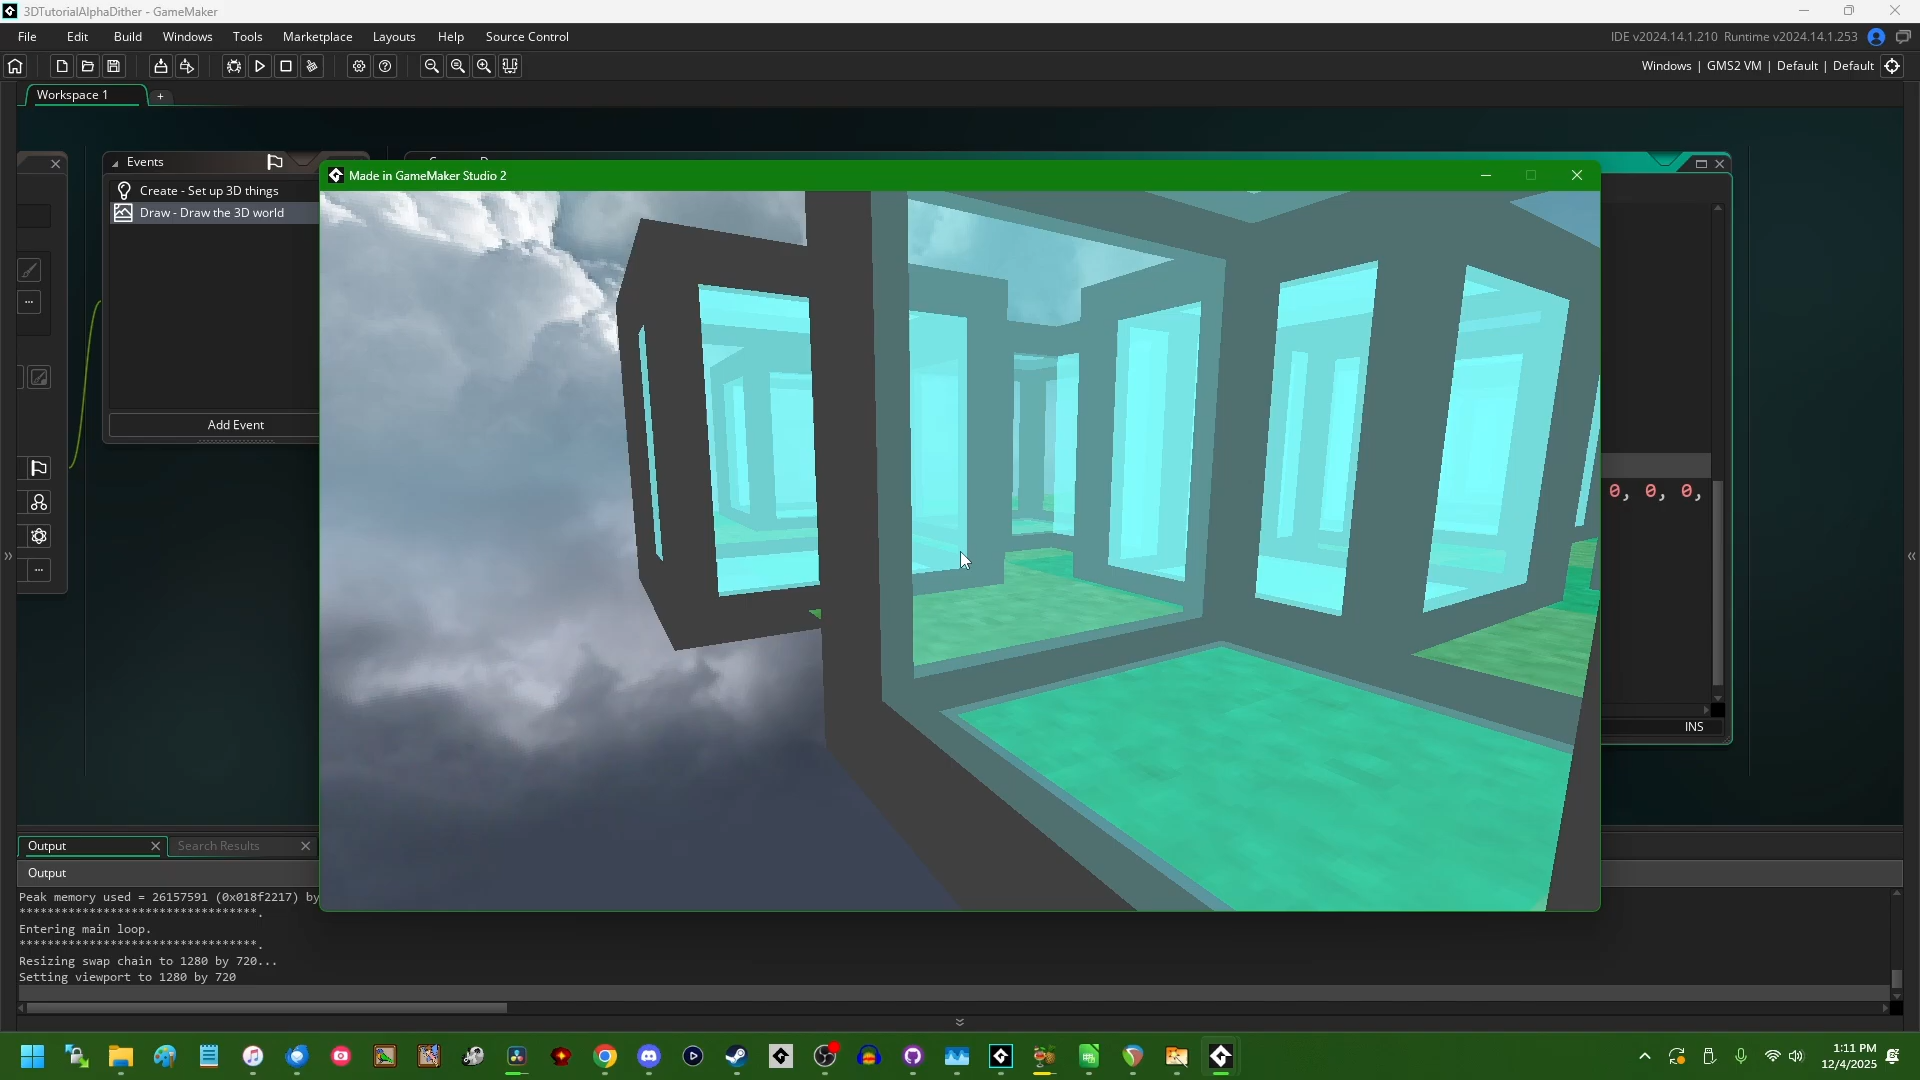 3DTutorialAlphaDither - GameMaker
File Edit Build Windows Tools Marketplace Layouts Help Source Control
IDE v2024.14.1.210 Runtime v2024.14.1.253
Windows | GMS2 VM | Default | Default
Workspace 1
+
Events
Made in GameMaker Studio 2
Create - Set up 3D things
Draw - Draw the 3D world
Add Event
0, 0, 0,
INS
Output
Search Results
Output
Peak memory used = 26157591 (0x018f2217) by
**********************************.
Entering main loop.
**********************************.
Resizing swap chain to 1280 by 720...
Setting viewport to 1280 by 720
1:11 PM
12/4/2025